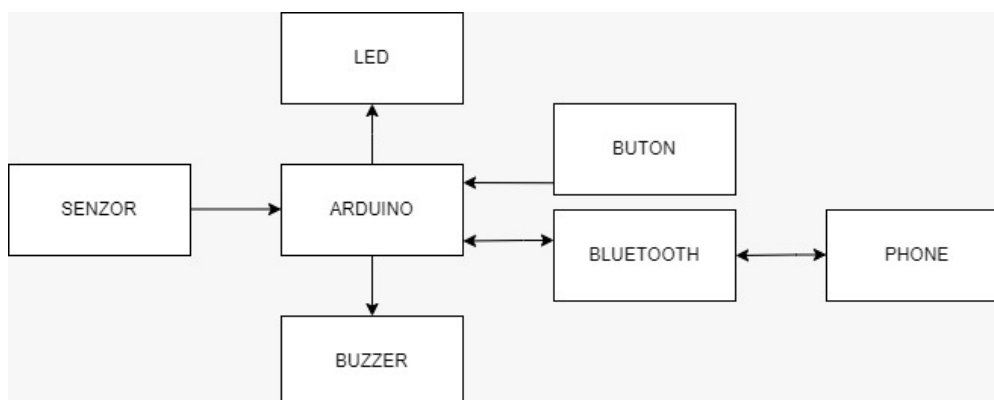 LED
BUTON
SENZOR
ARDUINO
BLUETOOTH
PHONE
BUZZER